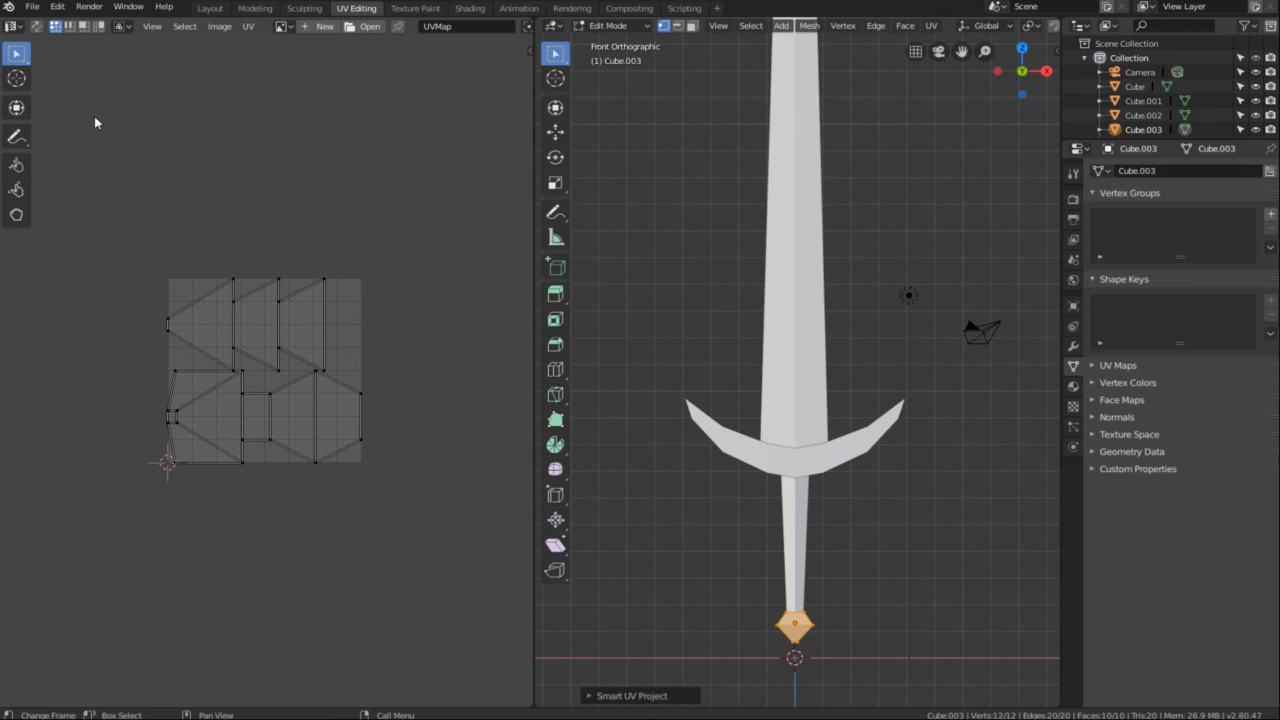 File Edit Render Window Help Layout Modeling Sculpting UV Editing Texture Paint Shading Animation Rendering Compositing Scripting Scene View Layer
View Select Image UV New Open UVMap Edit Mode View Select Add Mesh Vertex Edge Face UV Global
Front Orthographic
(1) Cube.003
Scene Collection
Collection
Camera
Cube
Cube.001
Cube.002
Cube.003
Cube.003 Cube.003
Cube.003
Vertex Groups
Shape Keys
UV Maps
Vertex Colors
Face Maps
Normals
Texture Space
Geometry Data
Custom Properties
Smart UV Project
Change Frame Box Select Pan View Call Menu Cube.003 | Verts:12/12 | Edges:20/20 | Faces:10/10 | Tris:20 | Mem: 26.9 MB | v2.80.47